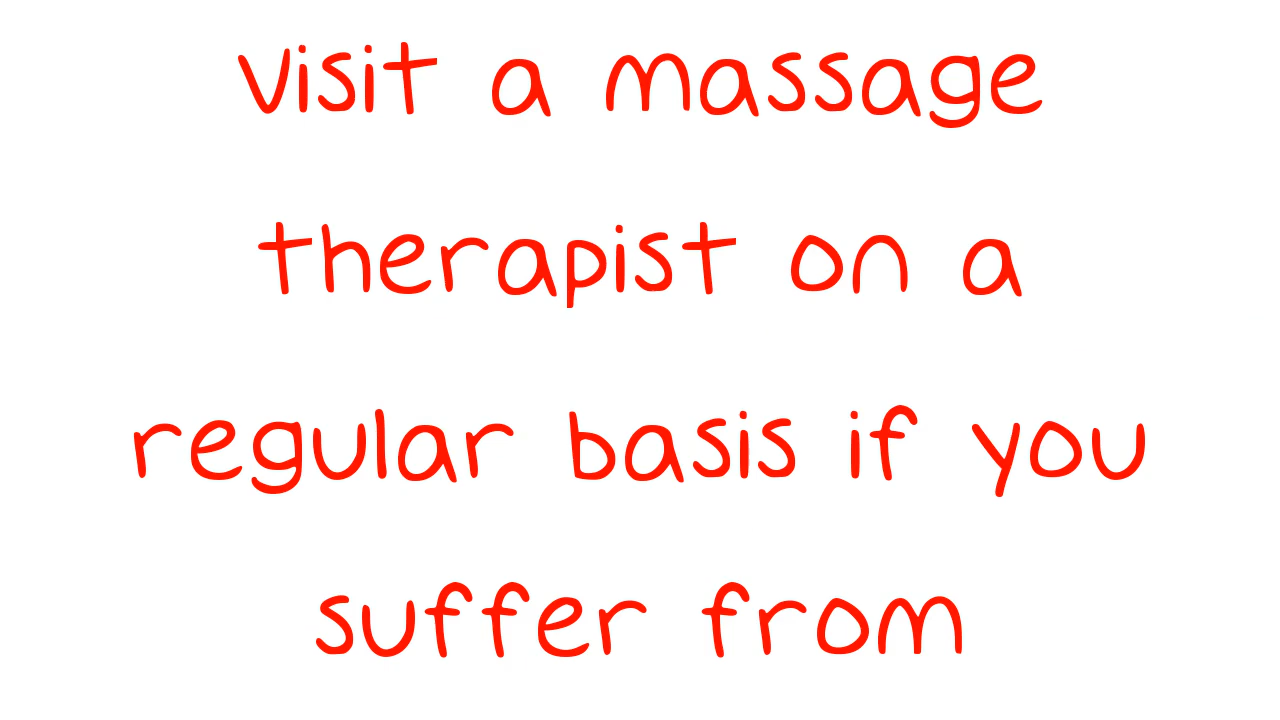 visit a massage
therapist on a
regular basis if you
suffer from